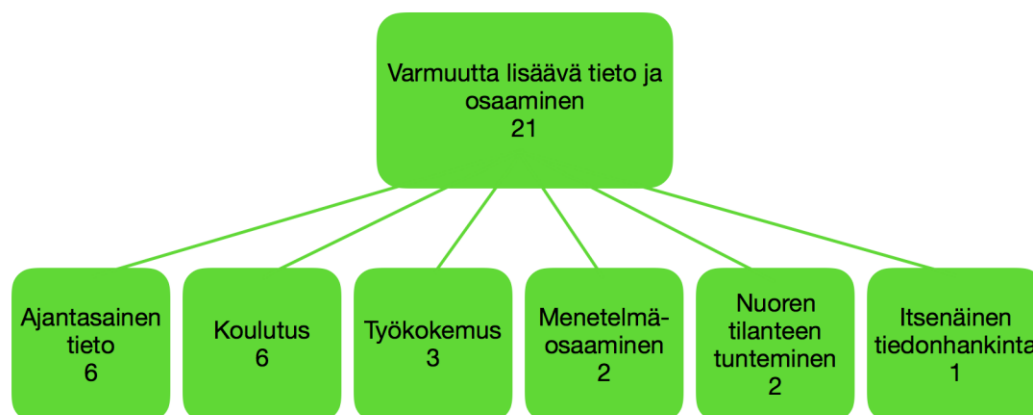 Varmuutta lisäävä tieto ja
osaaminen
21
Ajantasainen
tieto
6
Koulutus
6
Työkokemus
3
Menetelmä-
osaaminen
2
Nuoren
tilanteen
tunteminen
2
Itsenäinen
tiedonhankinta
1